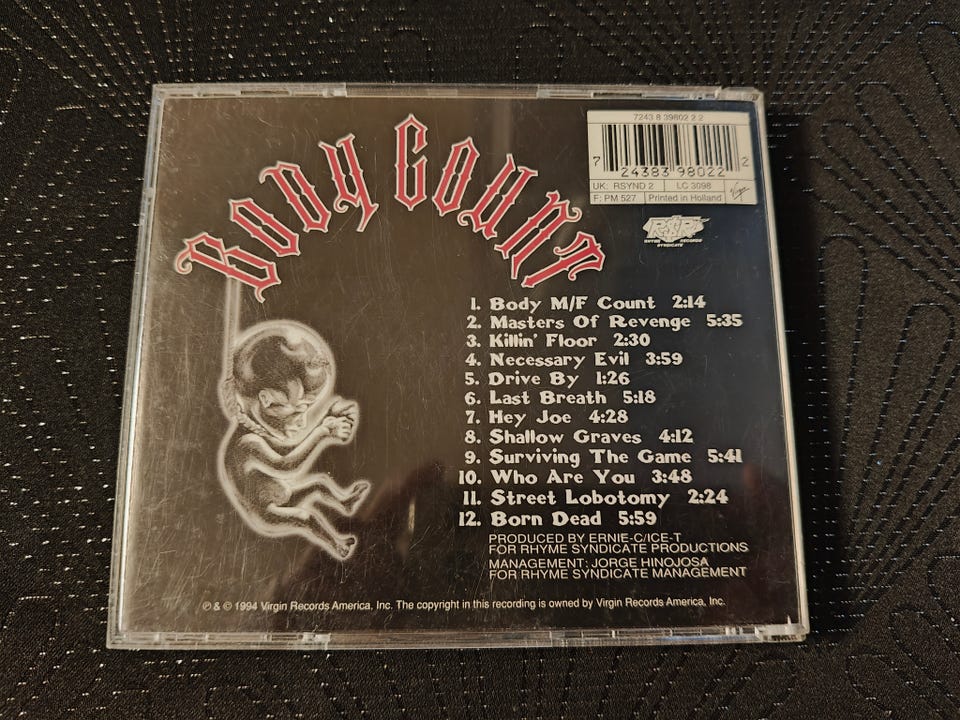 Body Count
7243 8 39802 2 2
7 24383 98022 2
UK: RSYND 2 LC 3098
F: PM 527 Printed in Holland Virgin
RSR
RHYME RECORDS
SYNDICATE
1. Body M/F Count 2:14
2. Masters Of Revenge 5:35
3. Killin' Floor 2:30
4. Necessary Evil 3:59
5. Drive By 1:26
6. Last Breath 5:18
7. Hey Joe 4:28
8. Shallow Graves 4:12
9. Surviving The Game 5:41
10. Who Are You 3:48
11. Street Lobotomy 2:24
12. Born Dead 5:59
PRODUCED BY ERNIE-C/ICE-T
FOR RHYME SYNDICATE PRODUCTIONS
MANAGEMENT: JORGE HINOJOSA
FOR RHYME SYNDICATE MANAGEMENT
℗ & © 1994 Virgin Records America, Inc. The copyright in this recording is owned by Virgin Records America, Inc.